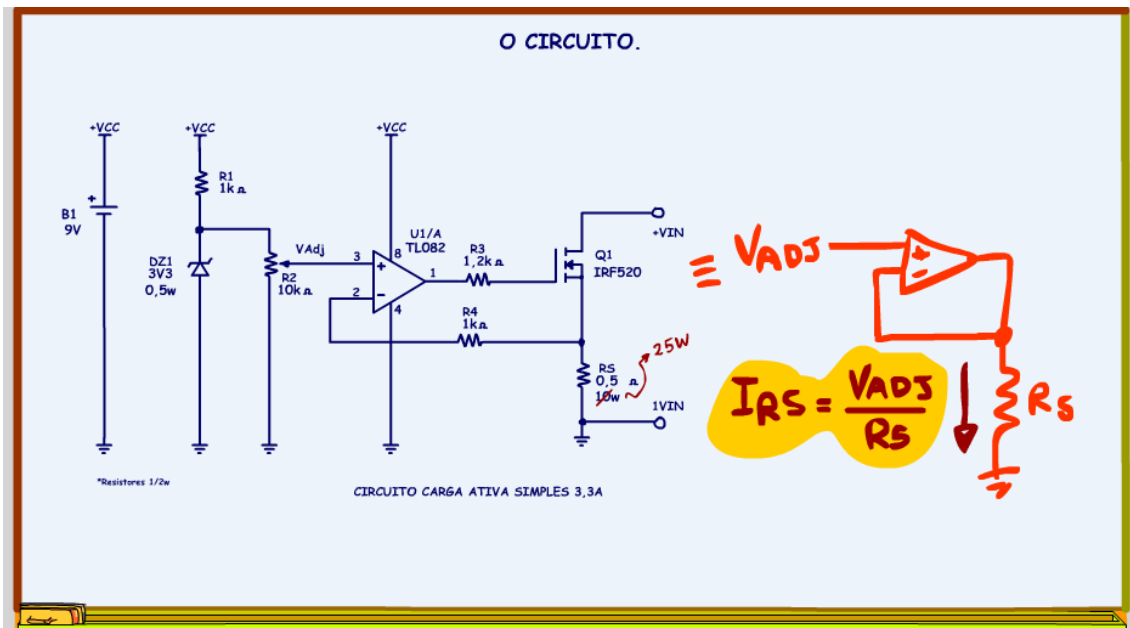 O CIRCUITO.
+VCC
+VCC
+VCC
R1
1kΩ
B1
9V
+
DZ1
3V3
0,5w
VAdj
R2
10kΩ
U1/A
TL082
3
+
8
1
2
-
4
R3
1,2kΩ
R4
1kΩ
Q1
IRF520
+VIN
RS
0,5 Ω
10w
25W
1VIN
≡ VADJ
+
-
IRS = VADJ
RS
RS
*Resistores 1/2w
CIRCUITO CARGA ATIVA SIMPLES 3,3A